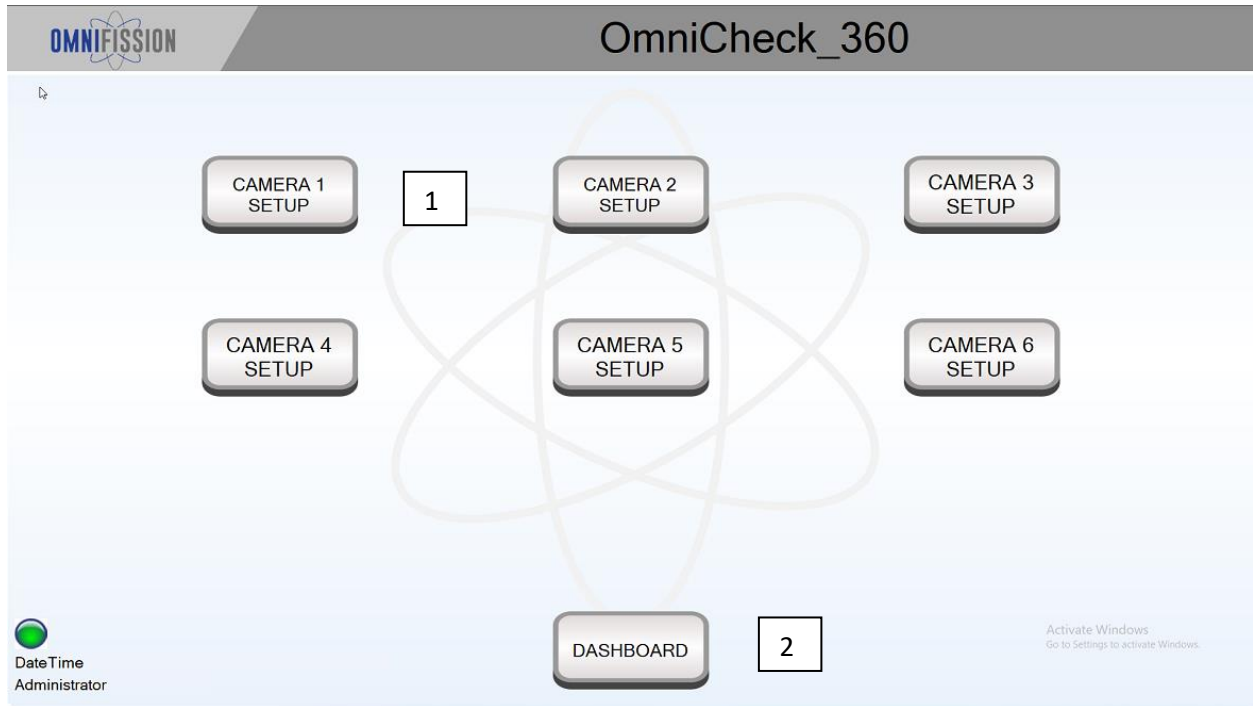 OMNIFISSION
OmniCheck_360
CAMERA 1
SETUP
1
CAMERA 2
SETUP
CAMERA 3
SETUP
CAMERA 4
SETUP
CAMERA 5
SETUP
CAMERA 6
SETUP
DASHBOARD
2
Activate Windows
Go to Settings to activate Windows.
DateTime
Administrator